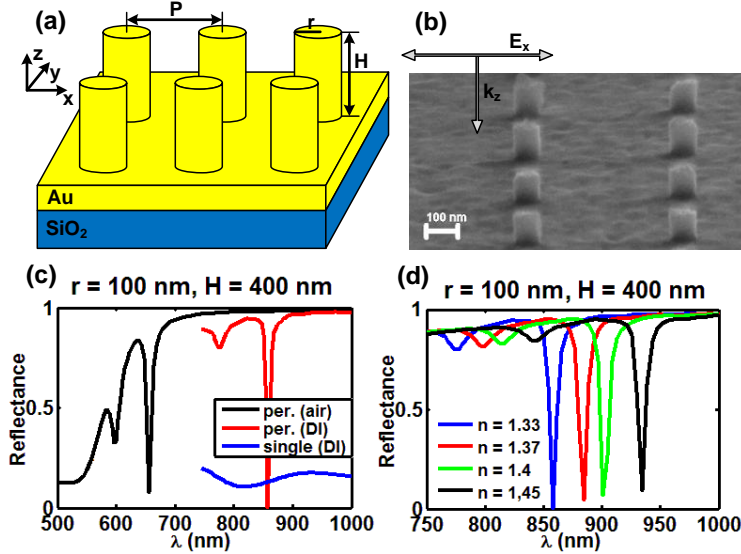 (a)
P
r
H
z
y
x
Au
SiO₂
(b)
Eₓ
k_z
100 nm
(c)
r = 100 nm, H = 400 nm
Reflectance
1
0.5
0
per. (air)
per. (DI)
single (DI)
500 600 700 800 900 1000
λ (nm)
(d)
r = 100 nm, H = 400 nm
Reflectance
1
0.5
0
n = 1.33
n = 1.37
n = 1.4
n = 1,45
750 800 850 900 950 1000
λ (nm)